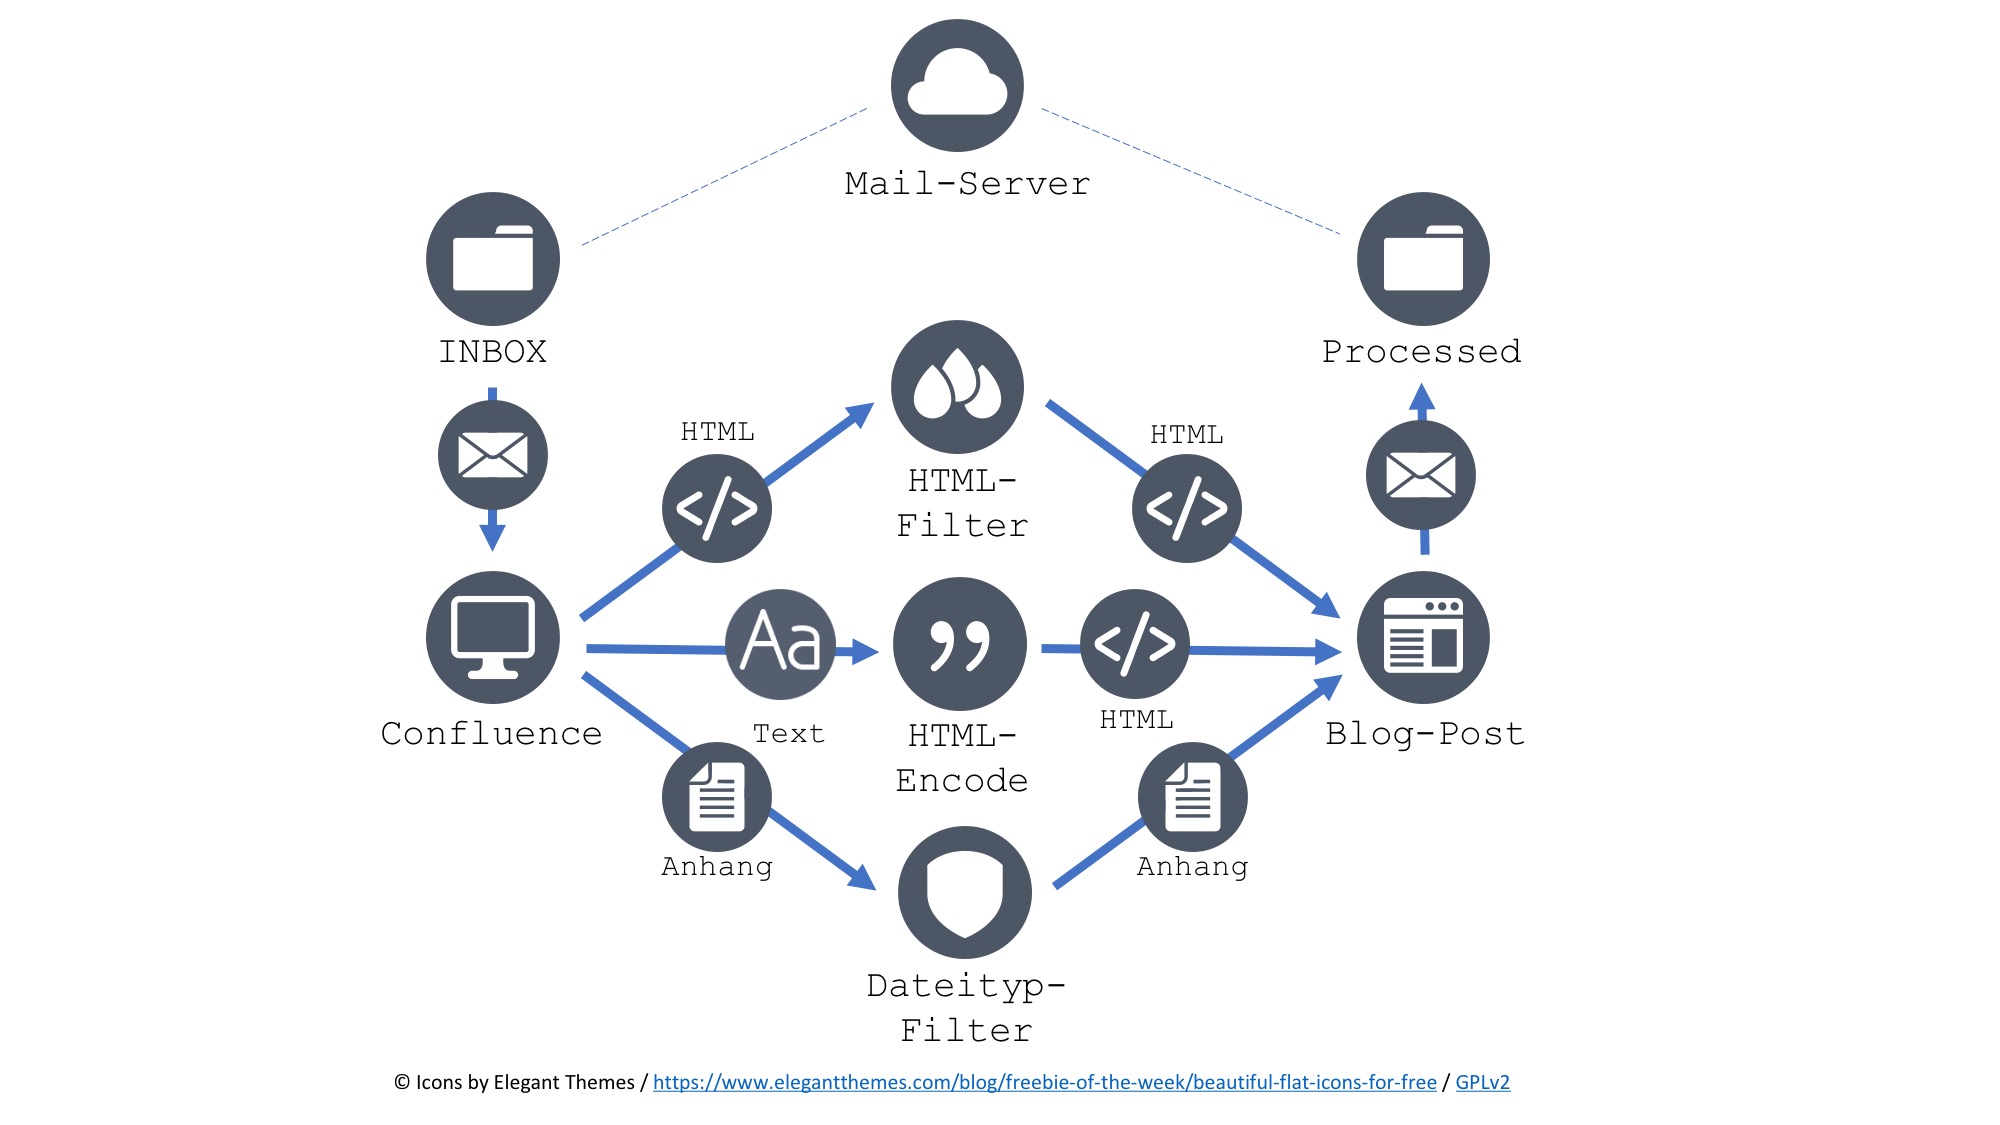 Mail-Server
INBOX
Processed
HTML
HTML
HTML-
Filter
Aa
Confluence
Text
HTML-
Encode
HTML
Blog-Post
Anhang
Anhang
Dateityp-
Filter
© Icons by Elegant Themes / https://www.elegantthemes.com/blog/freebie-of-the-week/beautiful-flat-icons-for-free / GPLv2